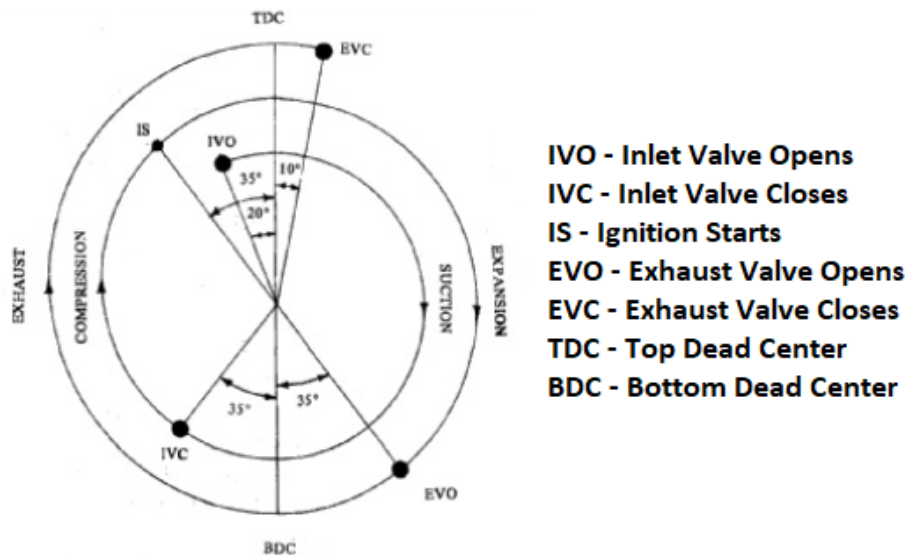 TDC
EVC
IS
IVO
35°
10°
20°
EXHAUST
COMPRESSION
SUCTION
EXPANSION
35°
35°
IVC
EVO
BDC
IVO - Inlet Valve Opens
IVC - Inlet Valve Closes
IS - Ignition Starts
EVO - Exhaust Valve Opens
EVC - Exhaust Valve Closes
TDC - Top Dead Center
BDC - Bottom Dead Center